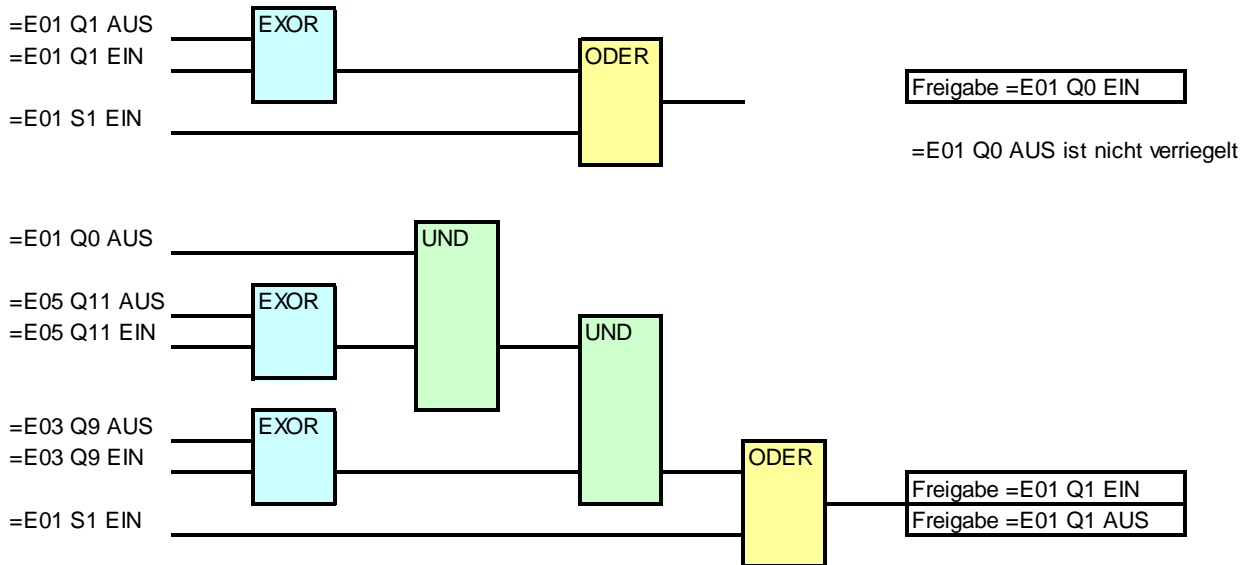 =E01 Q1 AUS
EXOR
=E01 Q1 EIN
ODER
=E01 S1 EIN
Freigabe =E01 Q0 EIN
=E01 Q0 AUS ist nicht verriegelt
=E01 Q0 AUS
UND
=E05 Q11 AUS
EXOR
=E05 Q11 EIN
UND
=E03 Q9 AUS
EXOR
=E03 Q9 EIN
ODER
=E01 S1 EIN
Freigabe =E01 Q1 EIN
Freigabe =E01 Q1 AUS